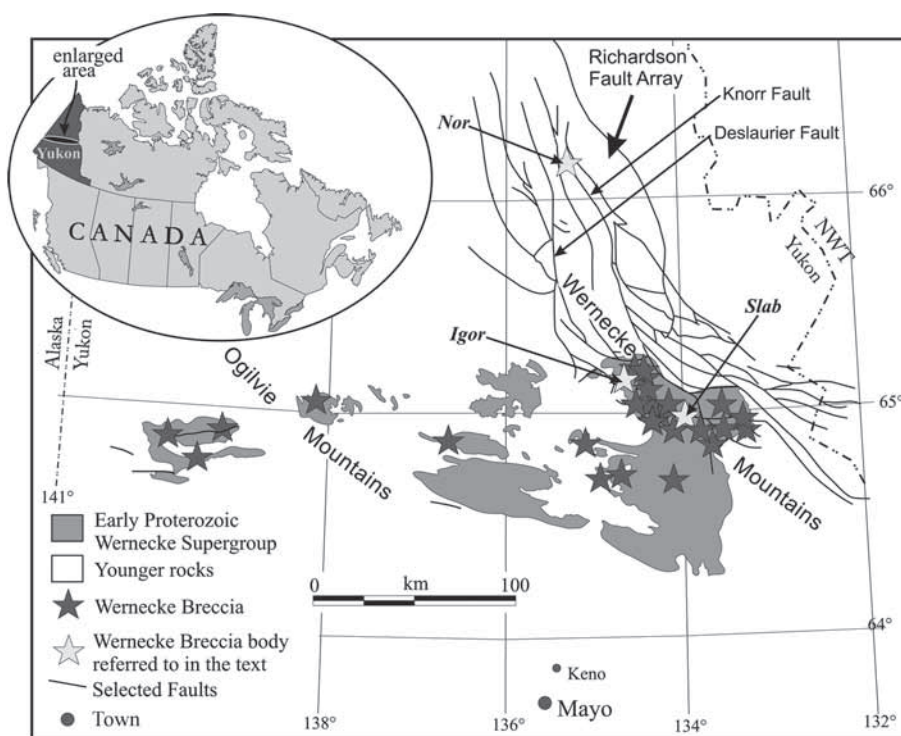 enlarged
area
Yukon
CANADA
Richardson
Fault Array
Knorr Fault
Nor
Deslaurier Fault
66°
NWT
Yukon
Wernecke
Slab
Igor
Alaska
Yukon
Ogilvie
65°
Mountains
Mountains
141°
Early Proterozoic
Wernecke Supergroup
Younger rocks
0 km 100
Wernecke Breccia
64°
Wernecke Breccia body
referred to in the text
Keno
Selected Faults
Mayo
Town
138° 136° 134° 132°